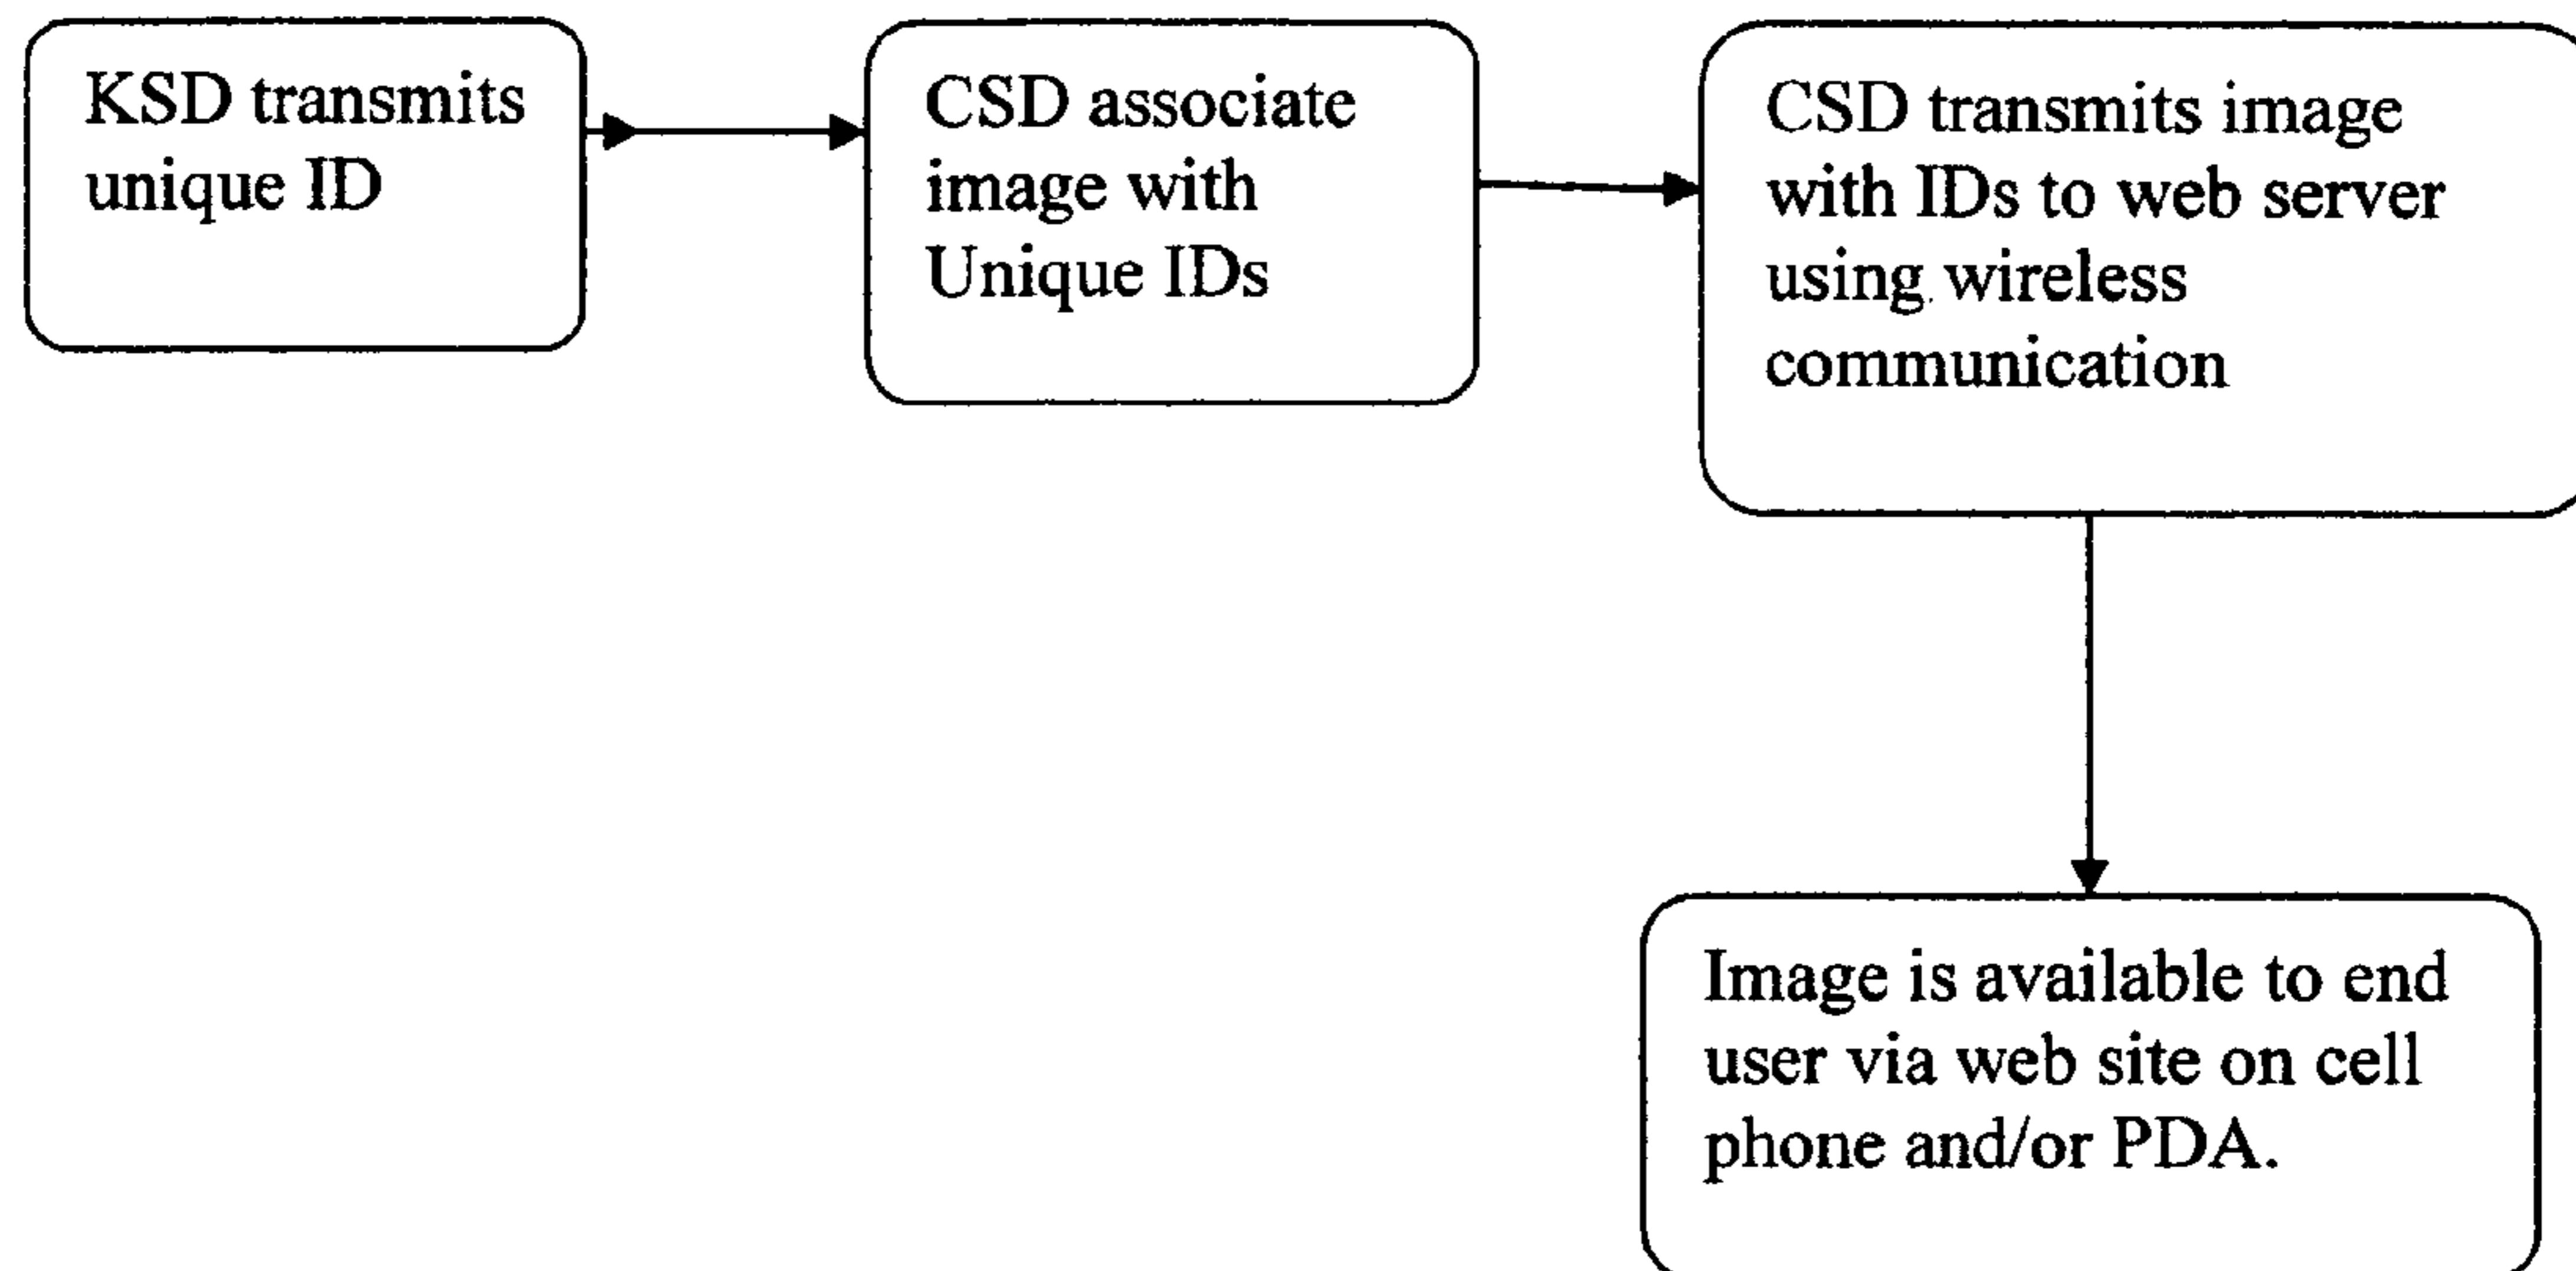 KSD transmits
unique ID
CSD associate
image with
Unique IDs
CSD transmits image
with IDs to web server
using wireless
communication
Image is available to end
user via web site on cell
phone and/or PDA.